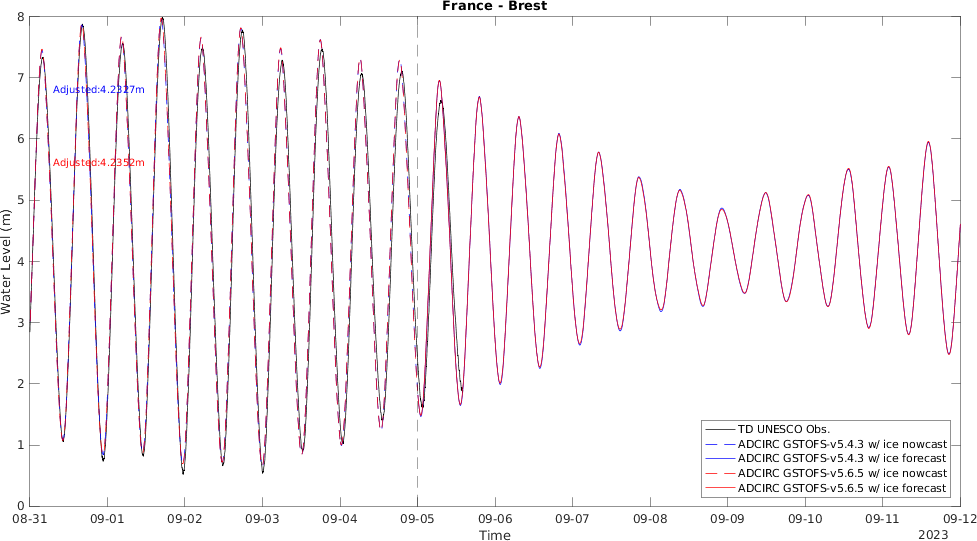 France - Brest
8
7
6
5
4
3
2
1
0
Water Level (m)
Adjusted:4.2327m
Adjusted:4.2352m
TD UNESCO Obs.
ADCIRC GSTOFS-v5.4.3 w/ ice nowcast
ADCIRC GSTOFS-v5.4.3 w/ ice forecast
ADCIRC GSTOFS-v5.6.5 w/ ice nowcast
ADCIRC GSTOFS-v5.6.5 w/ ice forecast
08-31 09-01 09-02 09-03 09-04 09-05 09-06 09-07 09-08 09-09 09-10 09-11 09-12
Time
2023